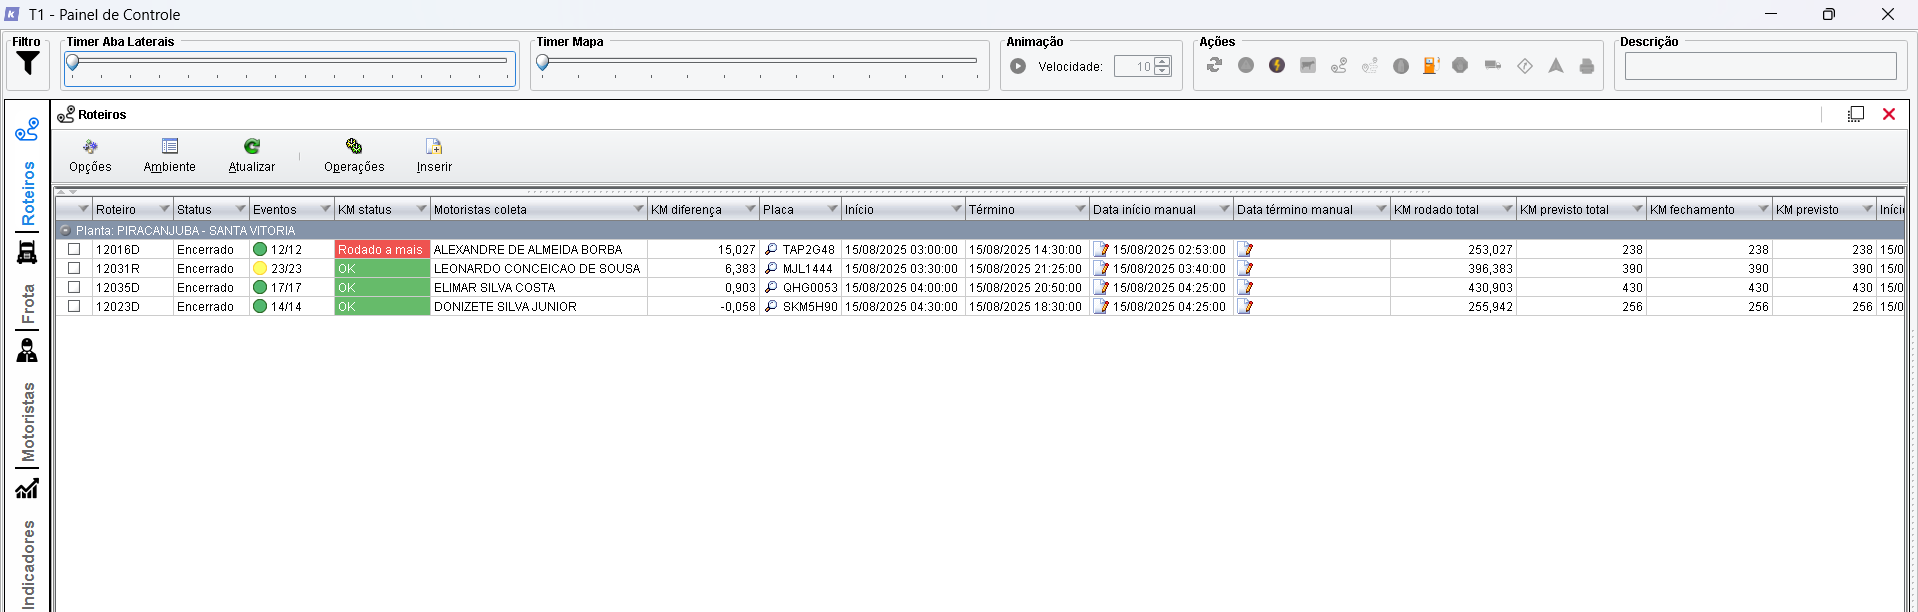 T1 - Painel de Controle
Filtro
Timer Aba Laterais
Timer Mapa
Animação
Velocidade: 10
Ações
Descrição
Roteiros
Opções Ambiente Atualizar Operações Inserir
Roteiros
Frota
Motoristas
Indicadores
Roteiro Status Eventos KM status Motoristas coleta KM diferença Placa Início Término Data início manual Data término manual KM rodado total KM previsto total KM fechamento KM previsto Iníci
Planta: PIRACANJUBA - SANTA VITORIA
12016D Encerrado 12/12 Rodado a mais ALEXANDRE DE ALMEIDA BORBA 15,027 TAP2G48 15/08/2025 03:00:00 15/08/2025 14:30:00 15/08/2025 02:53:00 253,027 238 238 238 15/0
12031R Encerrado 23/23 OK LEONARDO CONCEICAO DE SOUSA 6,383 MJL1444 15/08/2025 03:30:00 15/08/2025 21:25:00 15/08/2025 03:40:00 396,383 390 390 390 15/0
12035D Encerrado 17/17 OK ELIMAR SILVA COSTA 0,903 QHG0053 15/08/2025 04:00:00 15/08/2025 20:50:00 15/08/2025 04:25:00 430,903 430 430 430 15/0
12023D Encerrado 14/14 OK DONIZETE SILVA JUNIOR -0,058 SKM5H90 15/08/2025 04:30:00 15/08/2025 18:30:00 15/08/2025 04:25:00 255,942 256 256 256 15/0